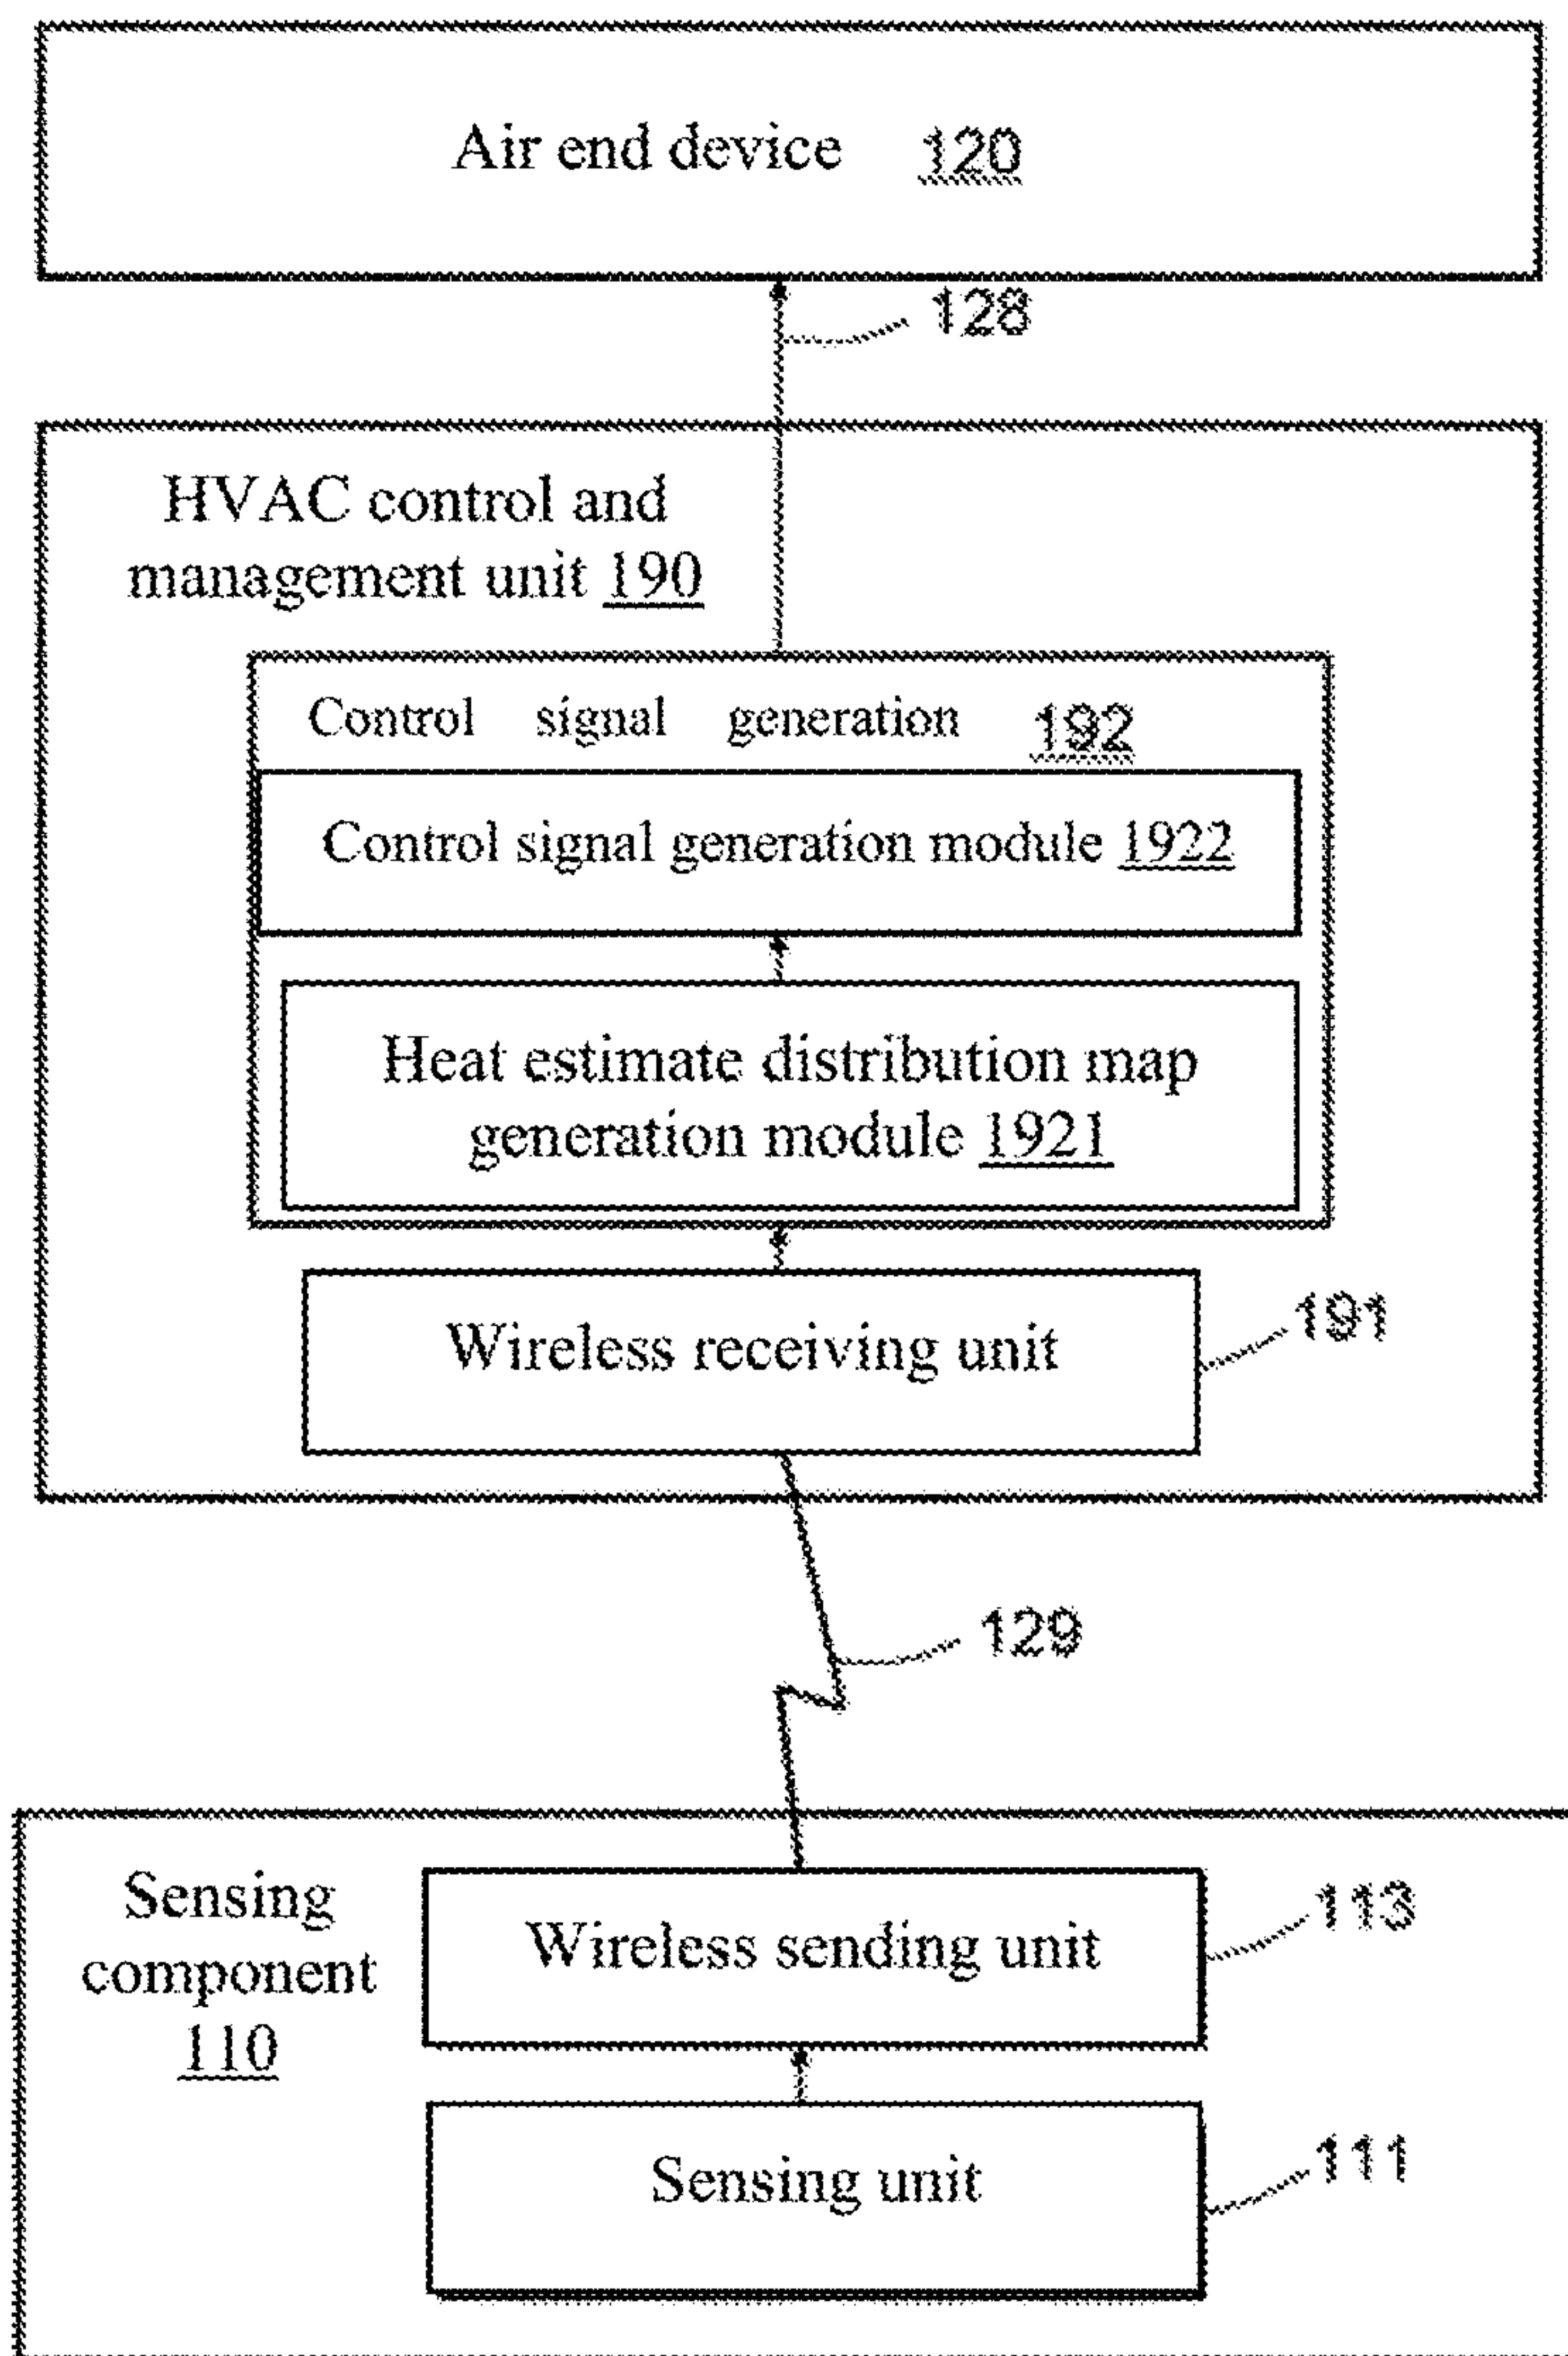 Air end device 120
128
HVAC control and
management unit 190
Control signal generation 192
Control signal generation module 1922
Heat estimate distribution map
generation module 1921
Wireless receiving unit
191
129
Sensing
component
110
Wireless sending unit
113
Sensing unit
111